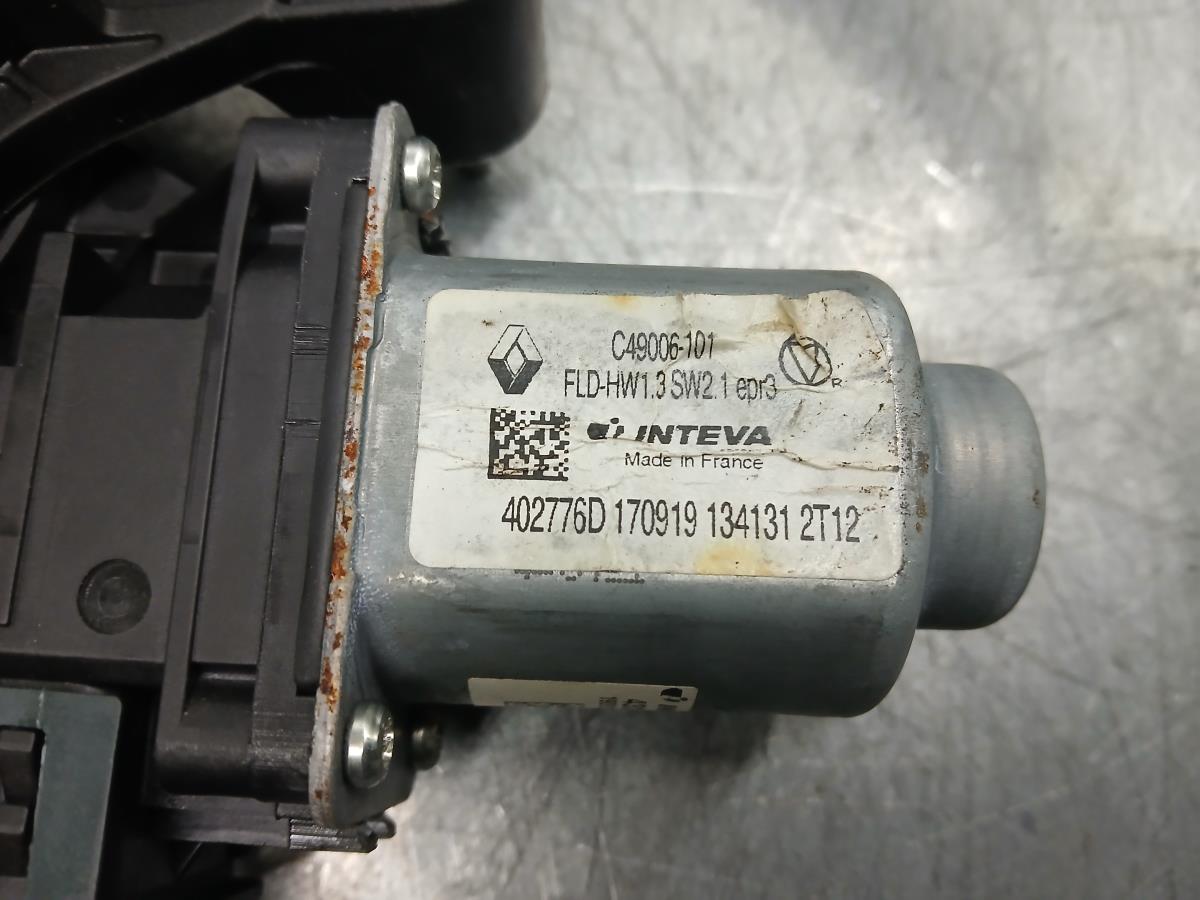 C49006-101
FLD-HW1.3 SW2.1 epr3
R
INTEVA
Made in France
402776D 170919 134131 2T12